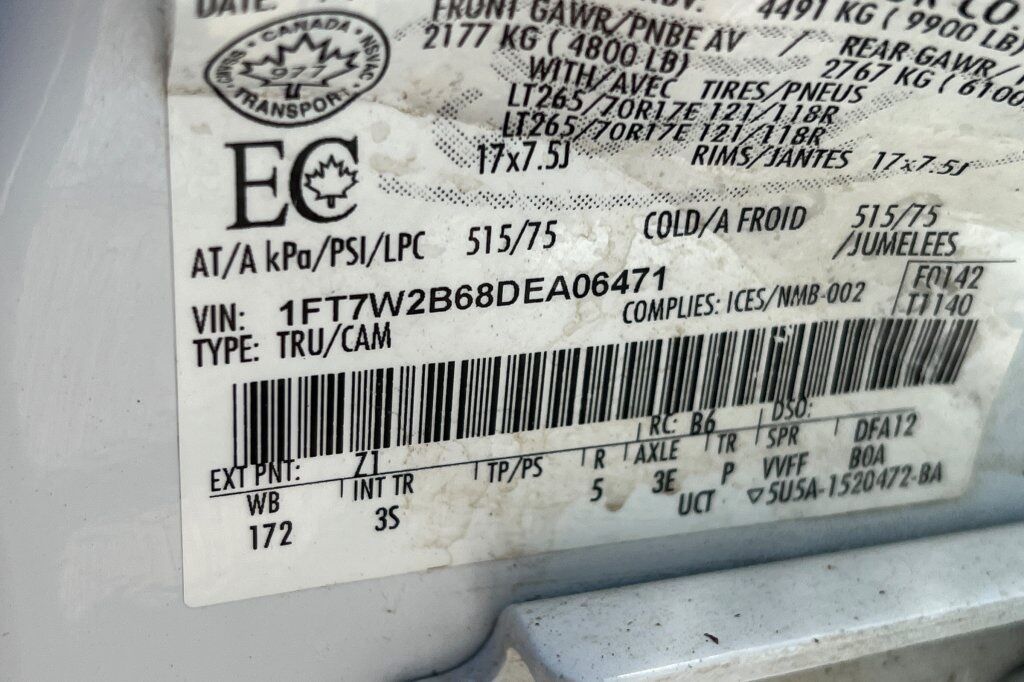 DATE:
4491 KG ( 9900 LB)
FRONT GAWR/PNBE AV
2177 KG ( 4800 LB)
/ REAR GAWR/
2767 KG ( 6100
WITH/AVEC TIRES/PNEUS
LT265/70R17E 121/118R
LT265/70R17E 121/118R
17x7.5J RIMS/JANTES 17x7.5J
CANADA
NSVAC
977
TRANSPORT
EC
AT/A kPa/PSI/LPC 515/75 COLD/A FROID 515/75
/JUMELEES
VIN: 1FT7W2B68DEA06471 COMPLIES: ICES/NMB-002
F0142
T1140
TYPE: TRU/CAM
EXT PNT: Z1 RC: B6 DSO:
WB INT TR TP/PS R AXLE TR SPR DFA12
172 3S 5 3E P VVFF B0A
UCT ▽5U5A-1520472-BA